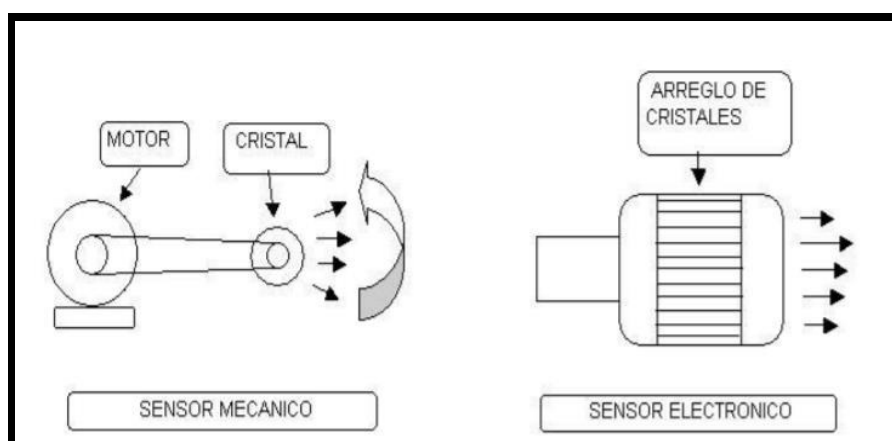 MOTOR
CRISTAL
ARREGLO DE
CRISTALES
SENSOR MECANICO
SENSOR ELECTRONICO